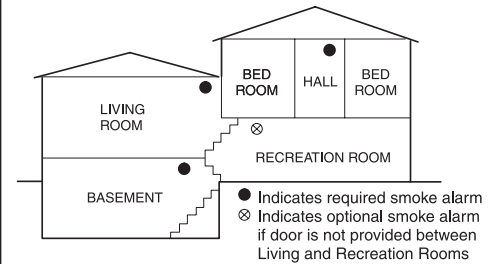 BED
ROOM
HALL
BED
ROOM
LIVING
ROOM
RECREATION ROOM
BASEMENT
Indicates required smoke alarm
Indicates optional smoke alarm
if door is not provided between
Living and Recreation Rooms